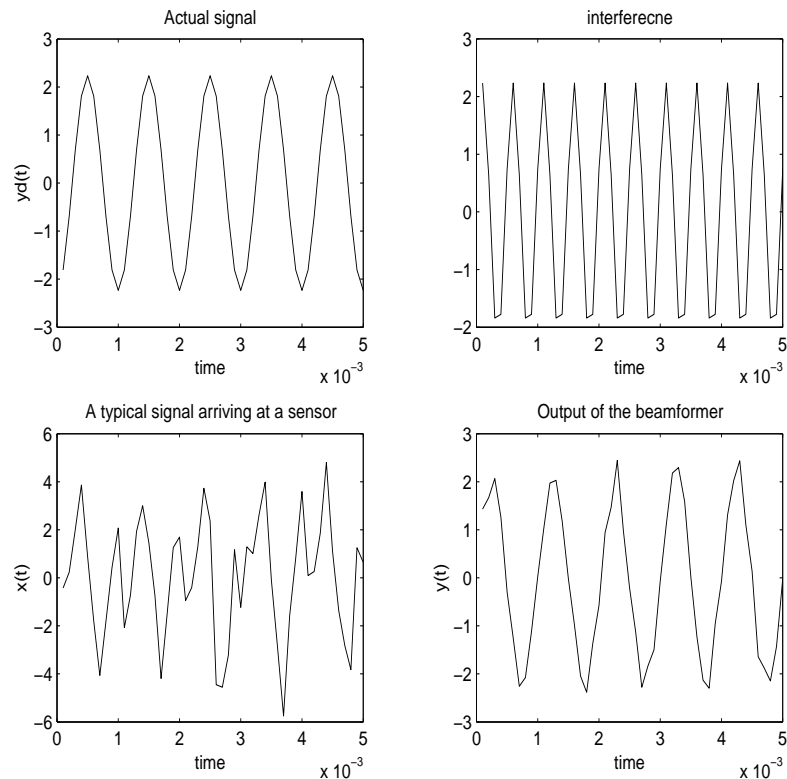 Actual signal
3
2
1
0
−1
−2
−3
yd(t)
0 1 2 3 4 5
time
x 10⁻³
interferecne
3
2
1
0
−1
−2
0 1 2 3 4 5
time
x 10⁻³
A typical signal arriving at a sensor
6
4
2
0
−2
−4
−6
x(t)
0 1 2 3 4 5
time
x 10⁻³
Output of the beamformer
3
2
1
0
−1
−2
−3
y(t)
0 1 2 3 4 5
time
x 10⁻³